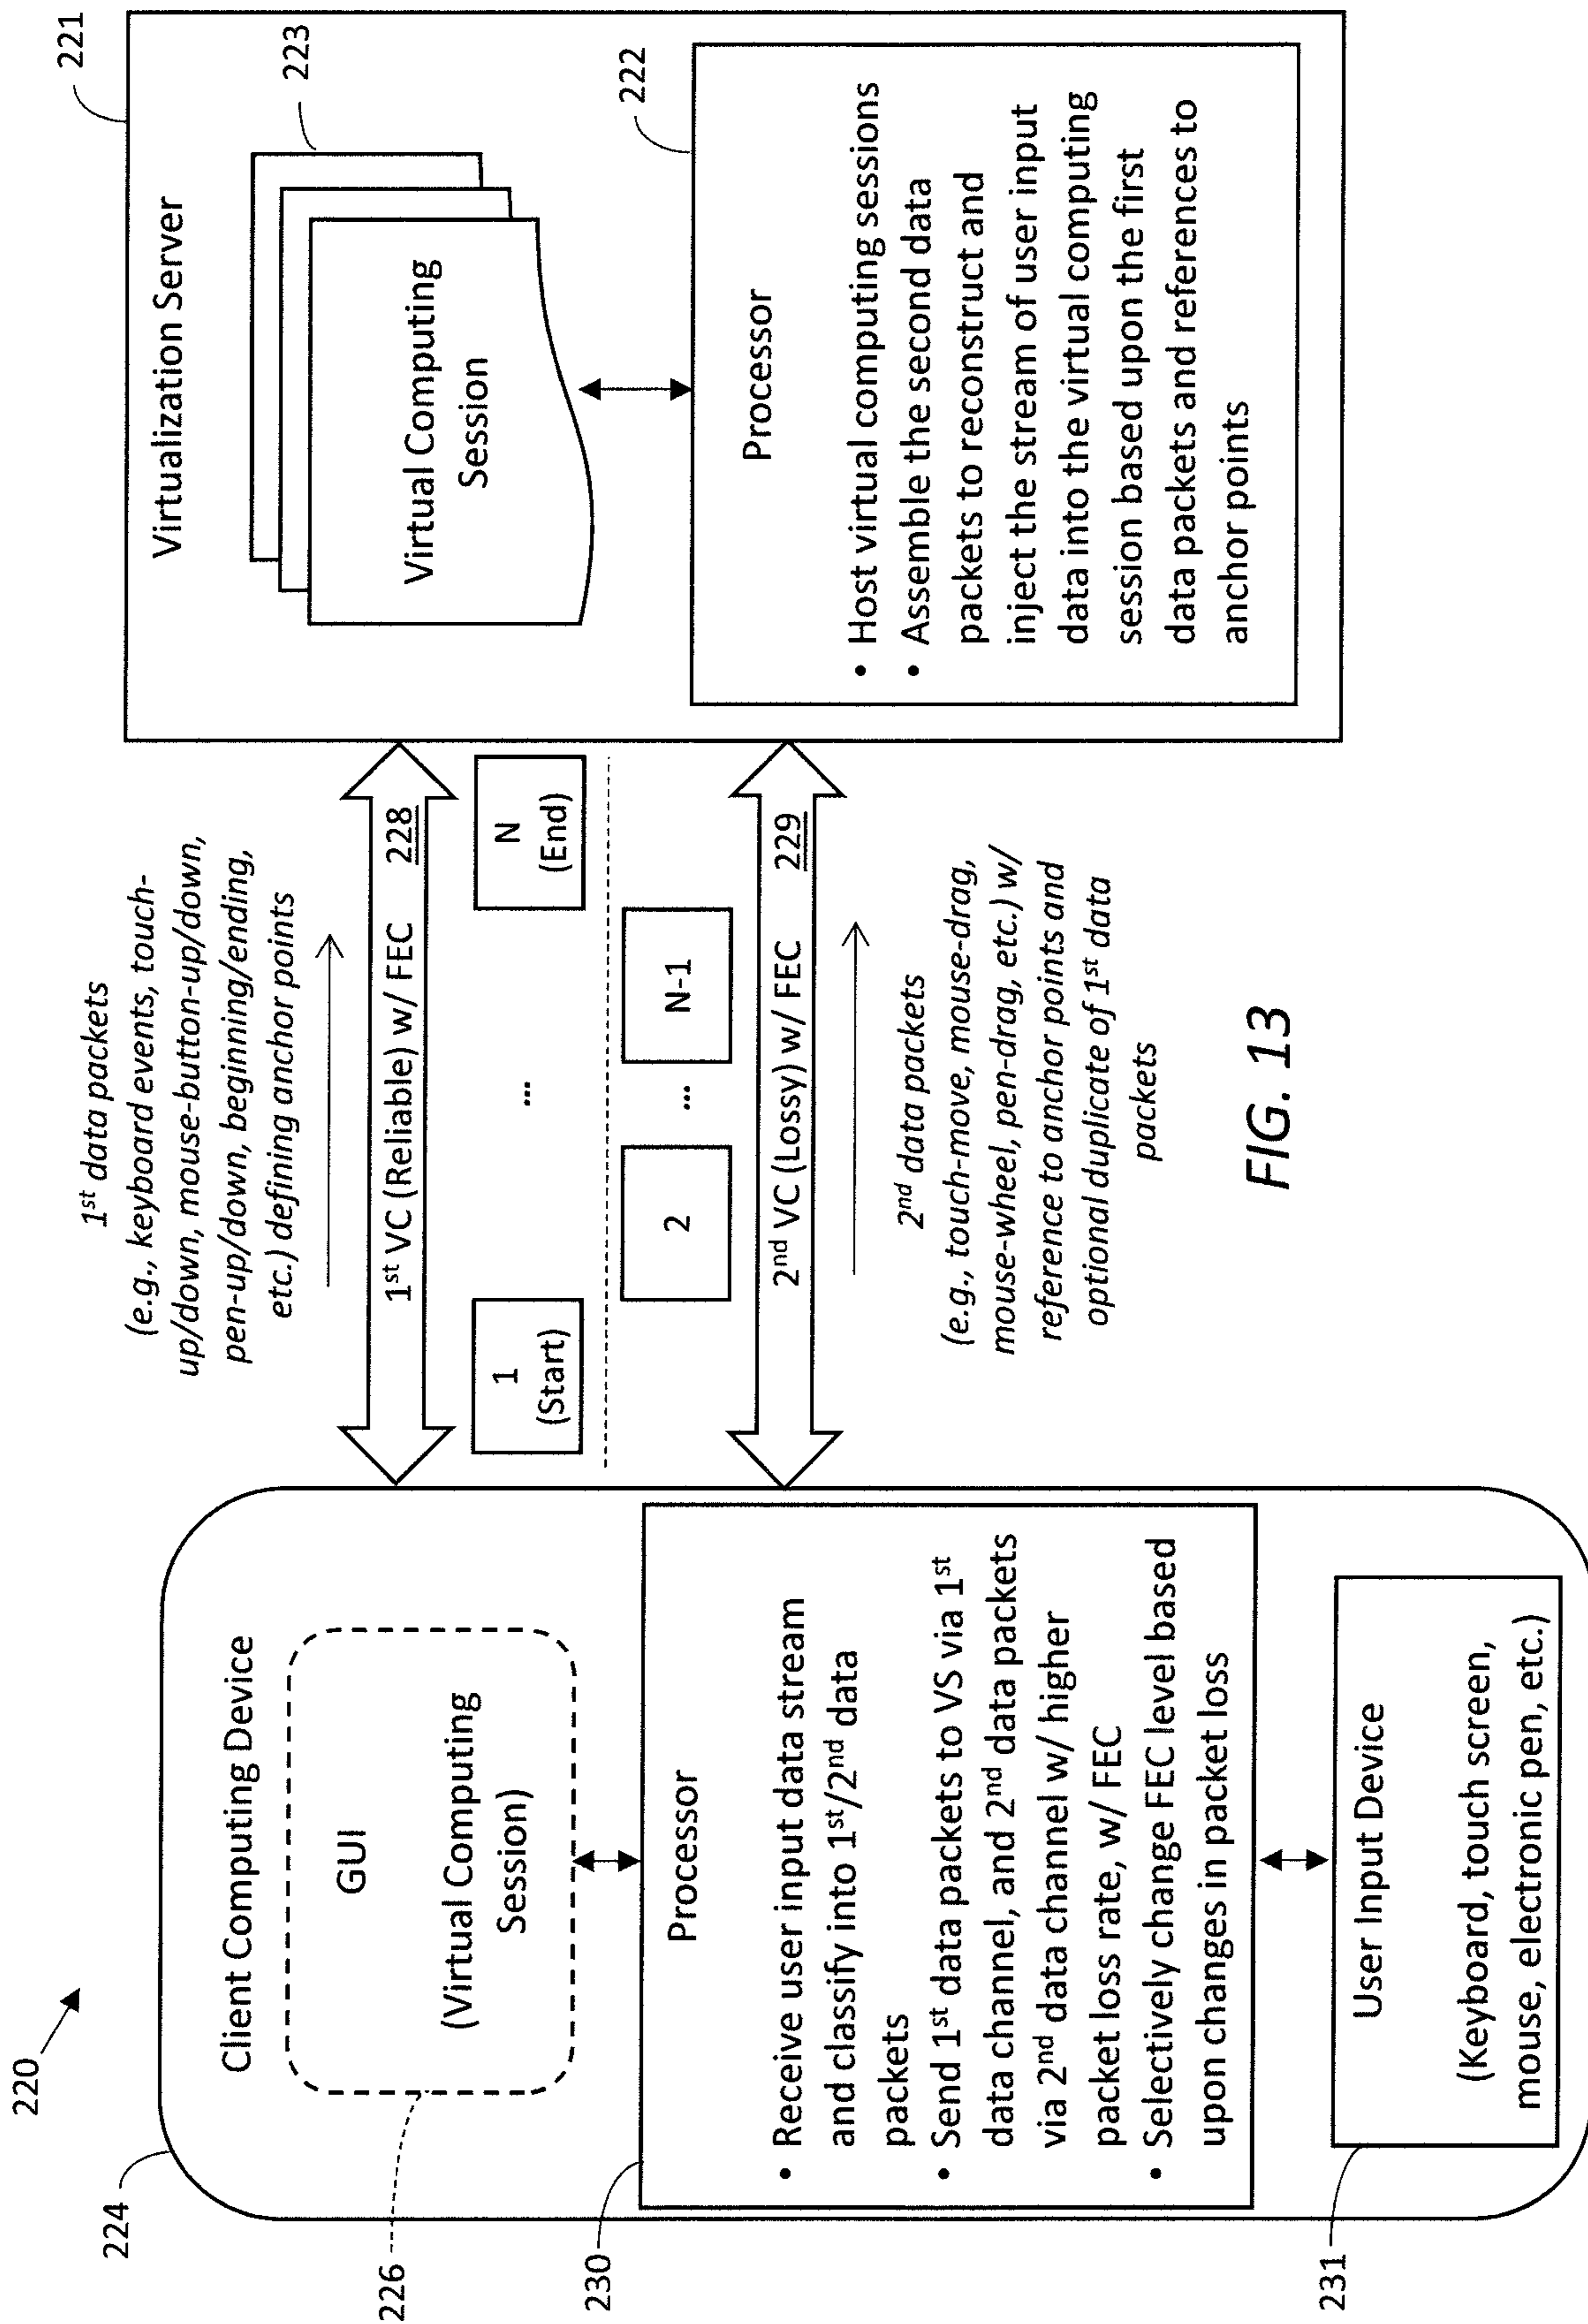 220
224
Client Computing Device
GUI
(Virtual Computing
Session)
226
230
Processor
• Receive user input data stream
and classify into 1st/2nd data
packets
• Send 1st data packets to VS via 1st
data channel, and 2nd data packets
via 2nd data channel w/ higher
packet loss rate, w/ FEC
• Selectively change FEC level based
upon changes in packet loss
231
User Input Device
(Keyboard, touch screen,
mouse, electronic pen, etc.)
1st data packets
(e.g., keyboard events, touch-
up/down, mouse-button-up/down,
pen-up/down, beginning/ending,
etc.) defining anchor points
1st VC (Reliable) w/ FEC 228
1
(Start)
...
N
(End)
2
...
N-1
2nd VC (Lossy) w/ FEC 229
2nd data packets
(e.g., touch-move, mouse-drag,
mouse-wheel, pen-drag, etc.) w/
reference to anchor points and
optional duplicate of 1st data
packets
221
Virtualization Server
223
Virtual Computing
Session
222
Processor
• Host virtual computing sessions
• Assemble the second data
packets to reconstruct and
inject the stream of user input
data into the virtual computing
session based upon the first
data packets and references to
anchor points
FIG. 13